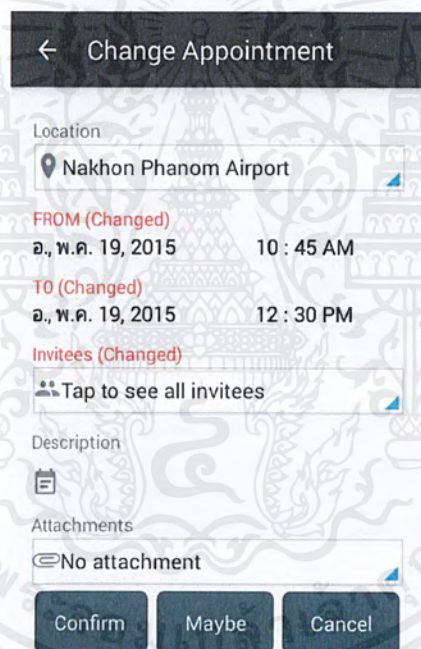 Change Appointment
Location
Nakhon Phanom Airport
FROM (Changed)
อ., พ.ค. 19, 2015 10 : 45 AM
TO (Changed)
อ., พ.ค. 19, 2015 12 : 30 PM
Invitees (Changed)
Tap to see all invitees
Description
Attachments
No attachment
Confirm Maybe Cancel